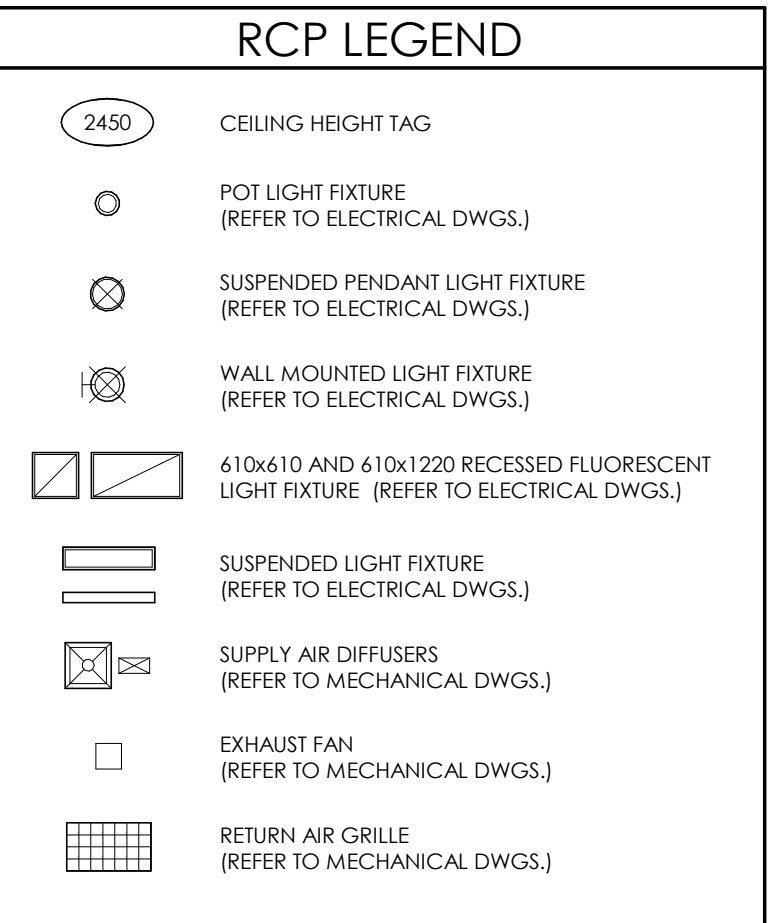 RCP LEGEND
2450 CEILING HEIGHT TAG
POT LIGHT FIXTURE
(REFER TO ELECTRICAL DWGS.)
SUSPENDED PENDANT LIGHT FIXTURE
(REFER TO ELECTRICAL DWGS.)
WALL MOUNTED LIGHT FIXTURE
(REFER TO ELECTRICAL DWGS.)
610x610 AND 610x1220 RECESSED FLUORESCENT
LIGHT FIXTURE (REFER TO ELECTRICAL DWGS.)
SUSPENDED LIGHT FIXTURE
(REFER TO ELECTRICAL DWGS.)
SUPPLY AIR DIFFUSERS
(REFER TO MECHANICAL DWGS.)
EXHAUST FAN
(REFER TO MECHANICAL DWGS.)
RETURN AIR GRILLE
(REFER TO MECHANICAL DWGS.)